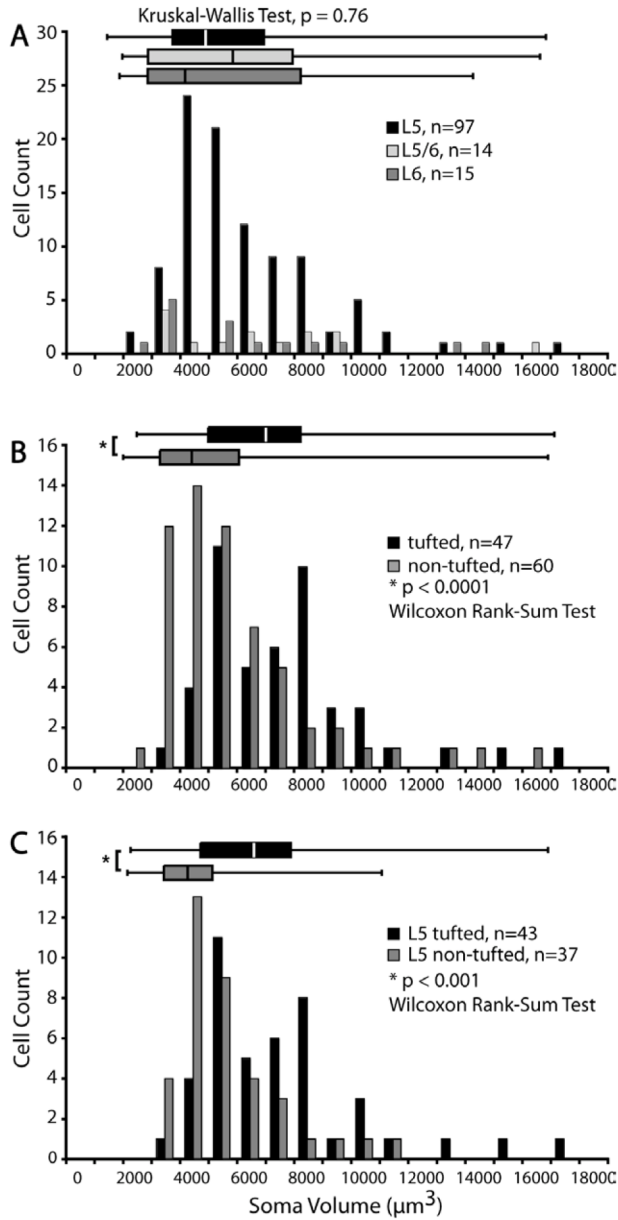 Kruskal-Wallis Test, p = 0.76
A
30
25
20
15
10
5
0
Cell Count
L5, n=97
L5/6, n=14
L6, n=15
0 2000 4000 6000 8000 10000 12000 14000 16000 18000
B
*
16
14
12
10
8
6
4
2
0
Cell Count
tufted, n=47
non-tufted, n=60
* p < 0.0001
Wilcoxon Rank-Sum Test
0 2000 4000 6000 8000 10000 12000 14000 16000 18000
C
*
16
14
12
10
8
6
4
2
0
Cell Count
L5 tufted, n=43
L5 non-tufted, n=37
* p < 0.001
Wilcoxon Rank-Sum Test
0 2000 4000 6000 8000 10000 12000 14000 16000 18000
Soma Volume (μm³)